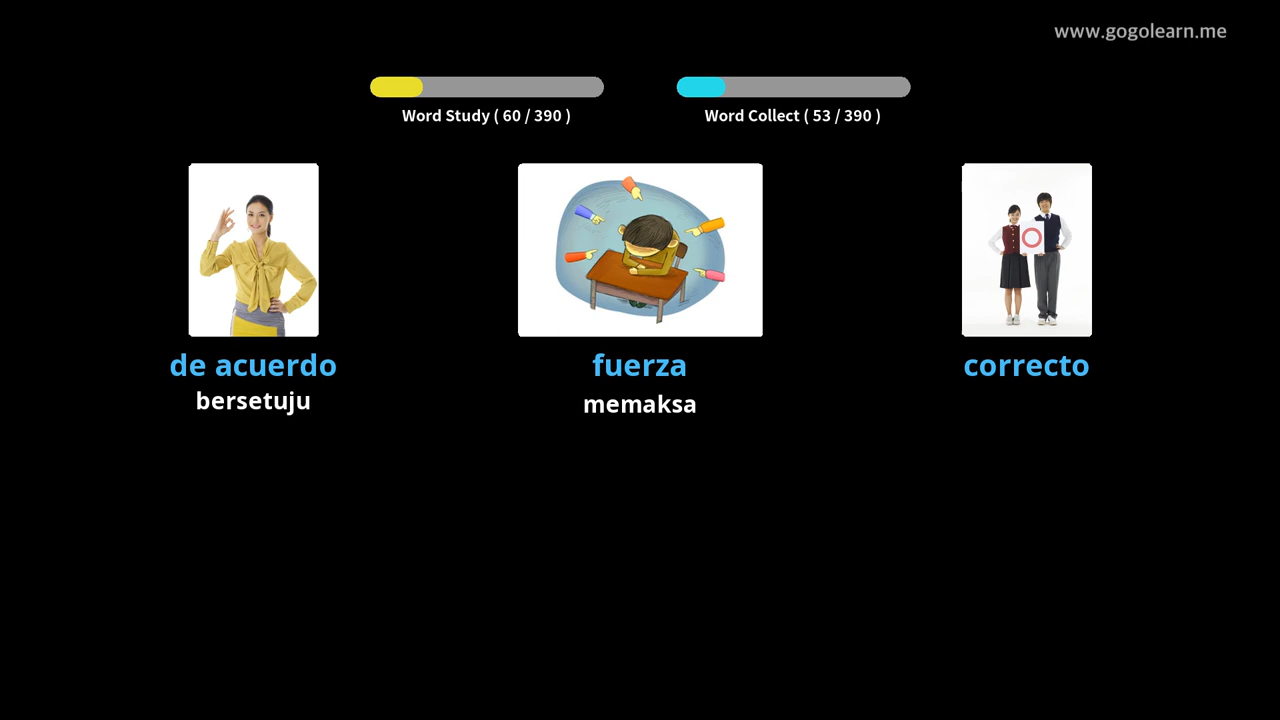 www.gogolearn.me
Word Study ( 60 / 390 )
Word Collect ( 53 / 390 )
de acuerdo
fuerza
correcto
bersetuju
memaksa